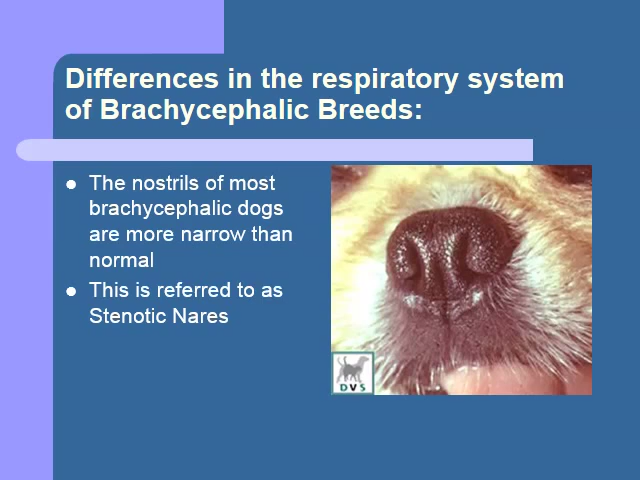 Differences in the respiratory system
of Brachycephalic Breeds:
The nostrils of most
brachycephalic dogs
are more narrow than
normal
This is referred to as
Stenotic Nares
DVS